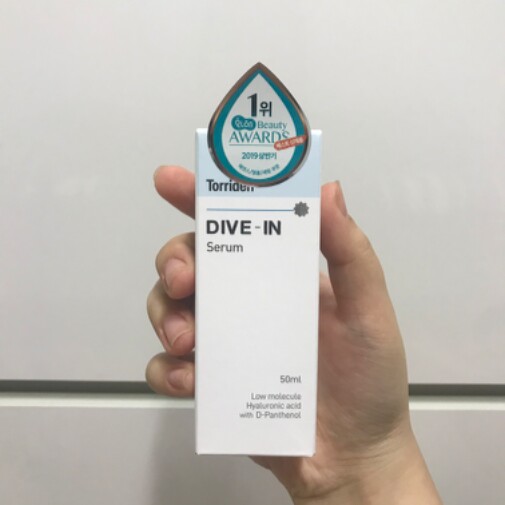 1위
Beauty
AWARDS
2019 상반기
Torriden
DIVE-IN
Serum
50ml
Low molecula
Hyaluronic acid
with D-Panthenol